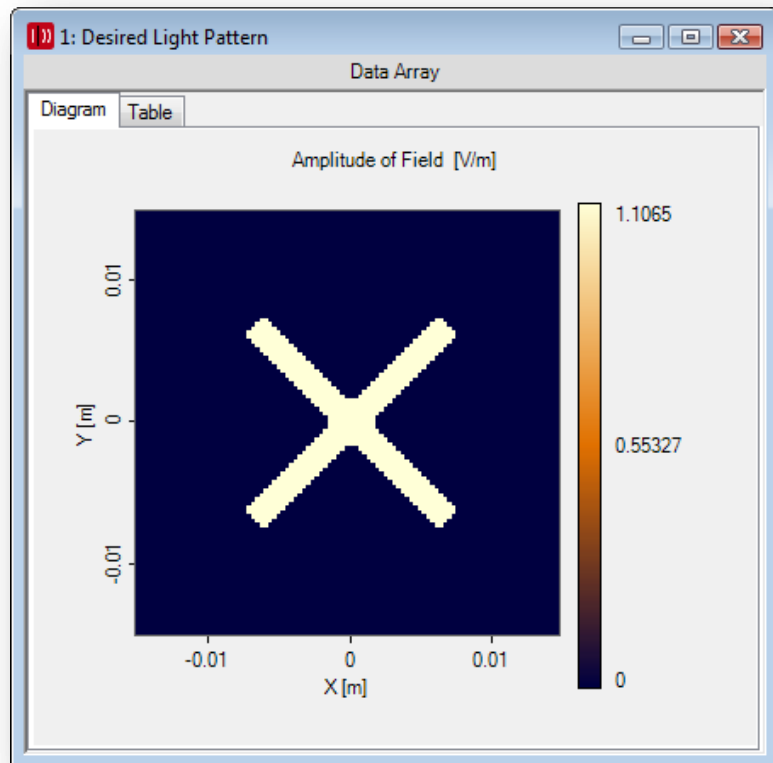 1: Desired Light Pattern
Data Array
Diagram Table
Amplitude of Field [V/m]
1.1065
0.01
0.55327
Y [m]
0
-0.01
0
-0.01 0 0.01
X [m]